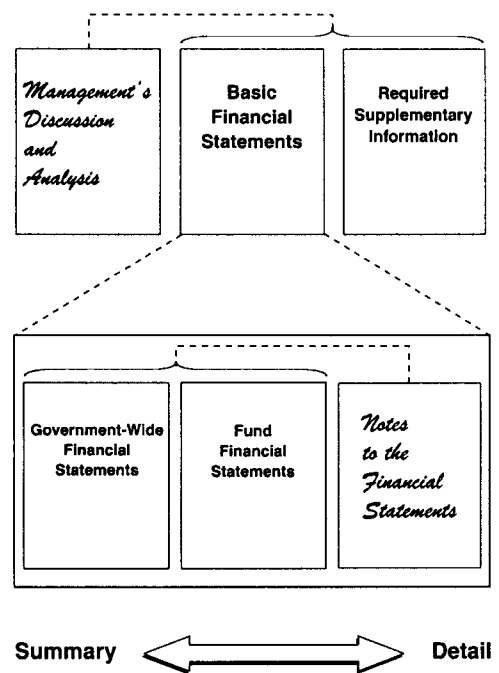 Management's
Discussion
and
Analysis
Basic
Financial
Statements
Required
Supplementary
Information
Government-Wide
Financial
Statements
Fund
Financial
Statements
Notes
to the
Financial
Statements
Summary
Detail